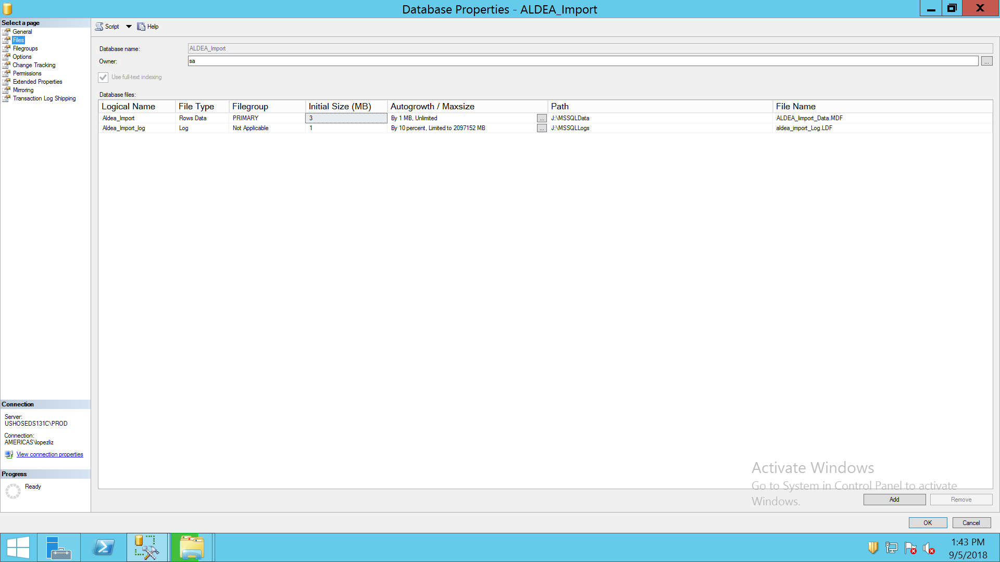 Database Properties - ALDEA_Import
Select a page
General
Files
Filegroups
Options
Change Tracking
Permissions
Extended Properties
Mirroring
Transaction Log Shipping
Script Help
Database name: ALDEA_Import
Owner: sa ...
Use full-text indexing
Database files:
Logical Name File Type Filegroup Initial Size (MB) Autogrowth / Maxsize Path File Name
Aldea_Import Rows Data PRIMARY 3 By 1 MB, Unlimited ... J:\MSSQLData ALDEA_Iimport_Data.MDF
Aldea_Import_log Log Not Applicable 1 By 10 percent, Limited to 2097152 MB ... J:\MSSQLLogs aldea_import_Log.LDF
Connection
Server:
USHOSEDS131C\PROD
Connection:
AMERICAS\lopezliz
View connection properties
Progress
Ready
Activate Windows
Go to System in Control Panel to activate
Windows.
Add Remove
OK Cancel
1:43 PM
9/5/2018